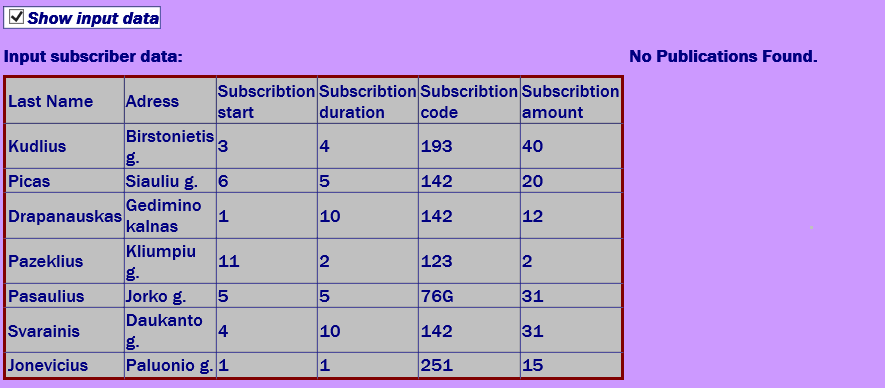 Show input data
Input subscriber data:
No Publications Found.
Last Name Adress Subscribtion start Subscribtion duration Subscribtion code Subscribtion amount
Kudlius Birstonietis g. 3 4 193 40
Picas Siauliu g. 6 5 142 20
Drapanauskas Gedimino kalnas 1 10 142 12
Pazeklius Kliumpiu g. 11 2 123 2
Pasaulius Jorko g. 5 5 76G 31
Svarainis Daukanto g. 4 10 142 31
Jonevicius Paluonio g. 1 1 251 15